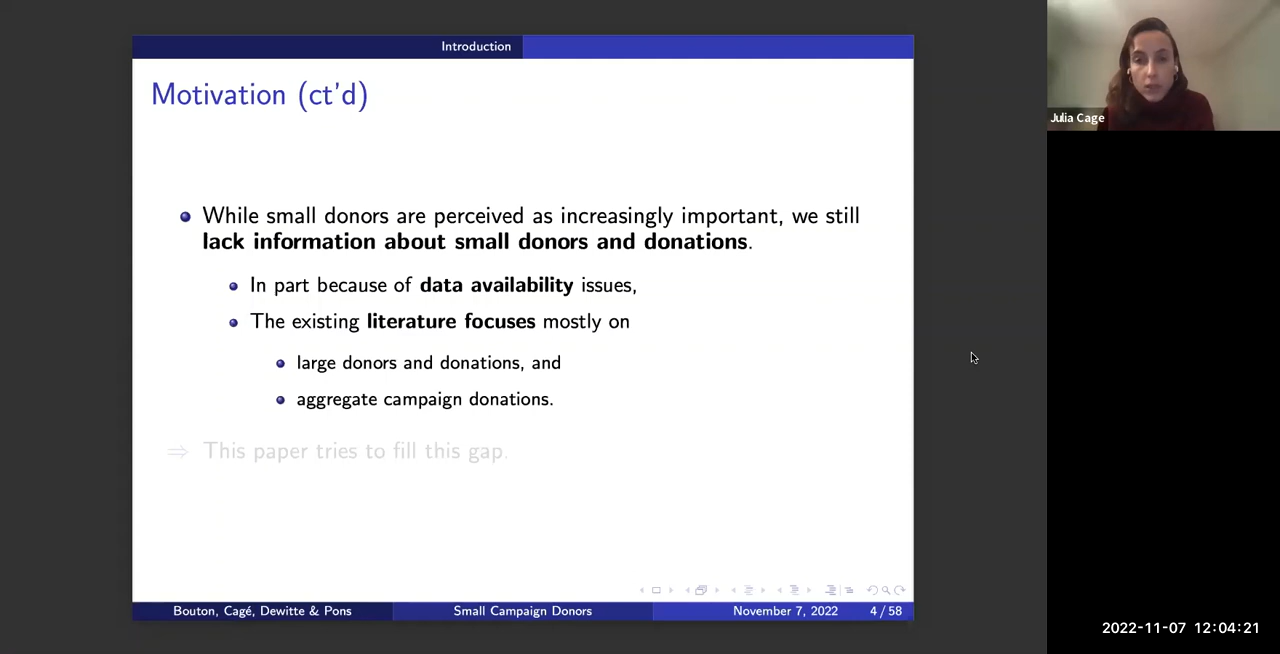 Introduction
Motivation (ct'd)
While small donors are perceived as increasingly important, we still
lack information about small donors and donations.
In part because of data availability issues,
The existing literature focuses mostly on
large donors and donations, and
aggregate campaign donations.
⇒ This paper tries to fill this gap.
Bouton, Cagé, Dewitte & Pons
Small Campaign Donors
November 7, 2022
4 / 58
Julia Cage
2022-11-07 12:04:21